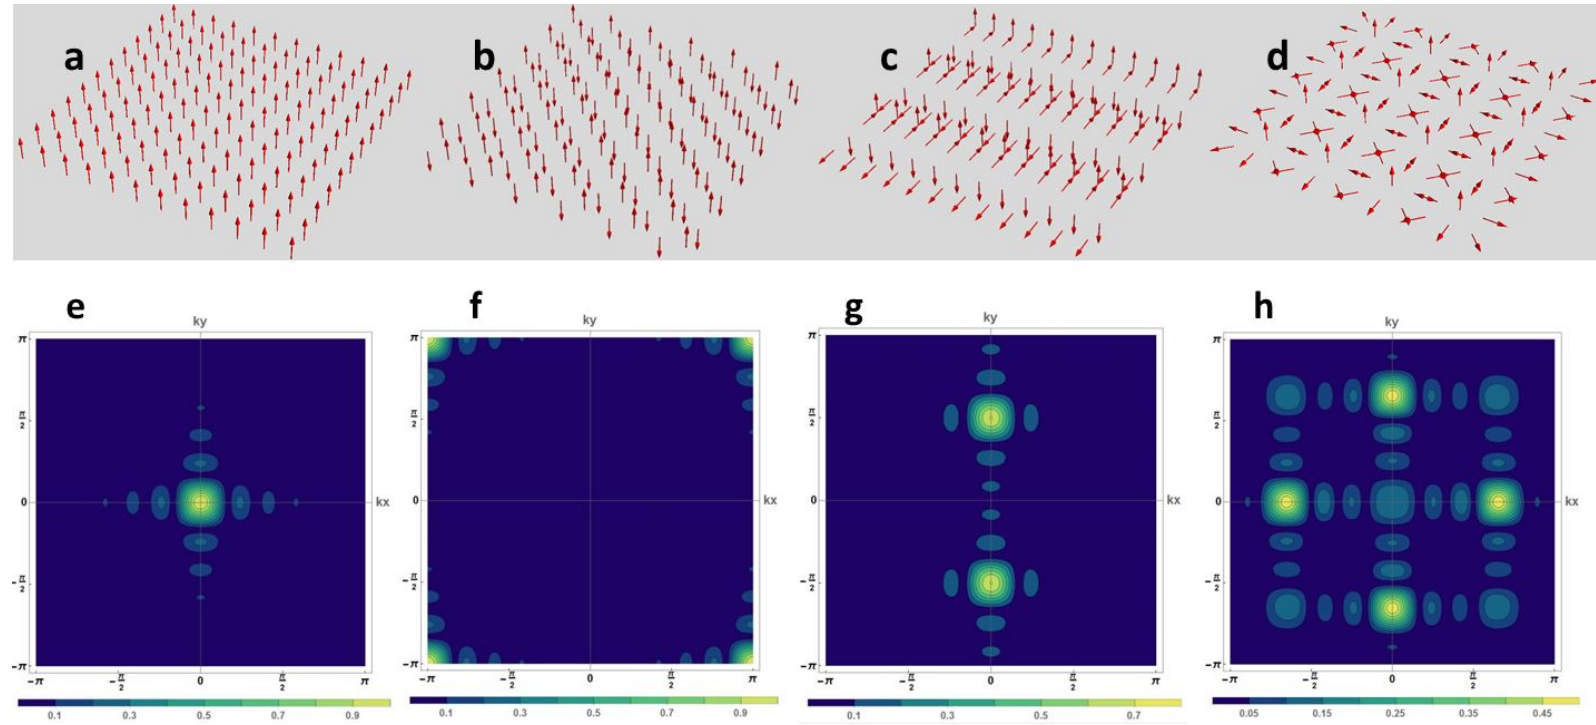 a b c d
e f g h
ky ky ky ky
π π π π
π/2 π/2 π/2 π/2
0 kx 0 kx 0 kx 0 kx
-π/2 -π/2 -π/2 -π/2
-π -π -π -π
-π -π/2 0 π/2 π -π -π/2 0 π/2 π -π -π/2 0 π/2 π -π -π/2 0 π/2 π
0.1 0.3 0.5 0.7 0.9 0.1 0.3 0.5 0.7 0.9 0.1 0.3 0.5 0.7 0.05 0.15 0.25 0.35 0.45